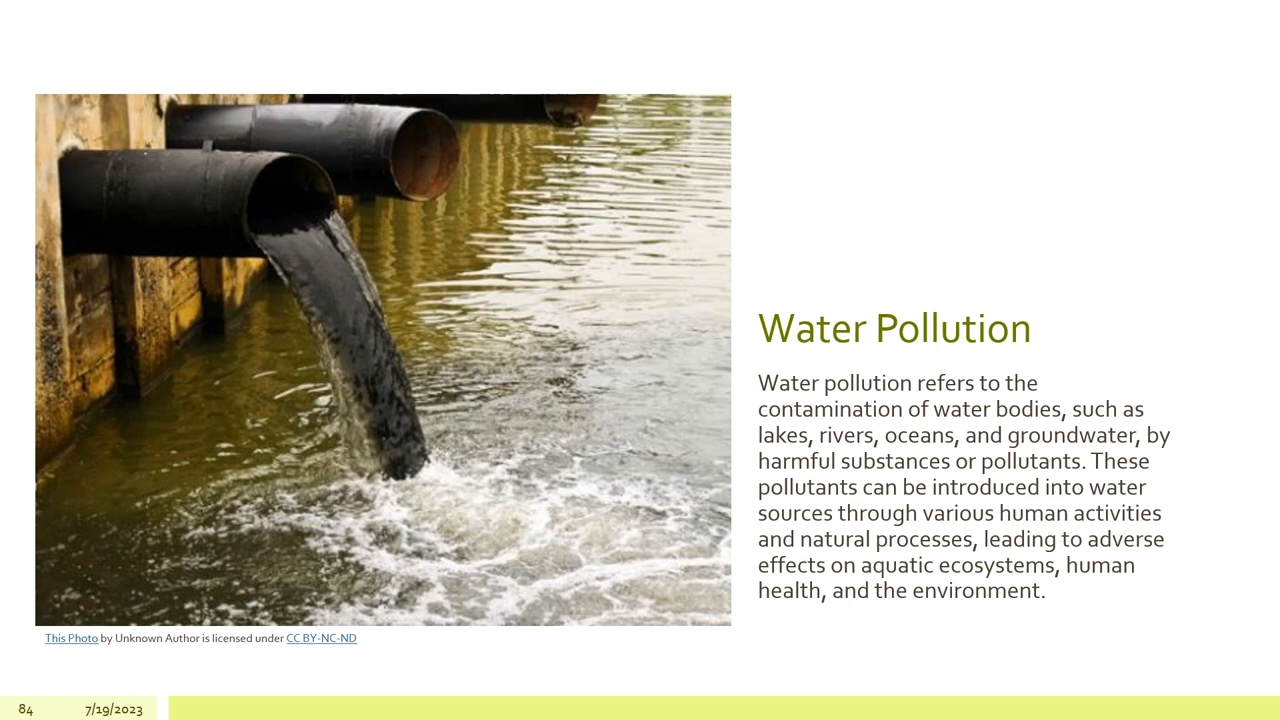 Water Pollution
Water pollution refers to the
contamination of water bodies, such as
lakes, rivers, oceans, and groundwater, by
harmful substances or pollutants. These
pollutants can be introduced into water
sources through various human activities
and natural processes, leading to adverse
effects on aquatic ecosystems, human
health, and the environment.
This Photo by Unknown Author is licensed under CC BY-NC-ND
84 7/19/2023